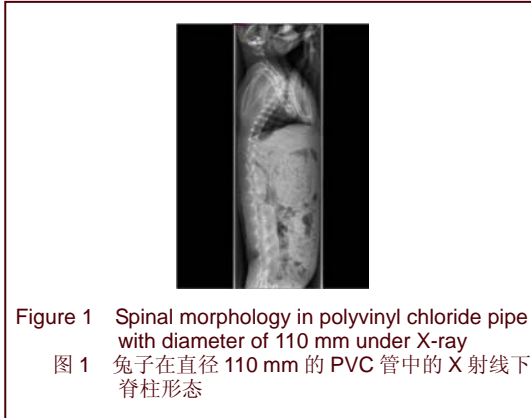 Figure 1 Spinal morphology in polyvinyl chloride pipe
with diameter of 110 mm under X-ray
图 1 兔子在直径 110 mm 的 PVC 管中的 X 射线下
脊柱形态